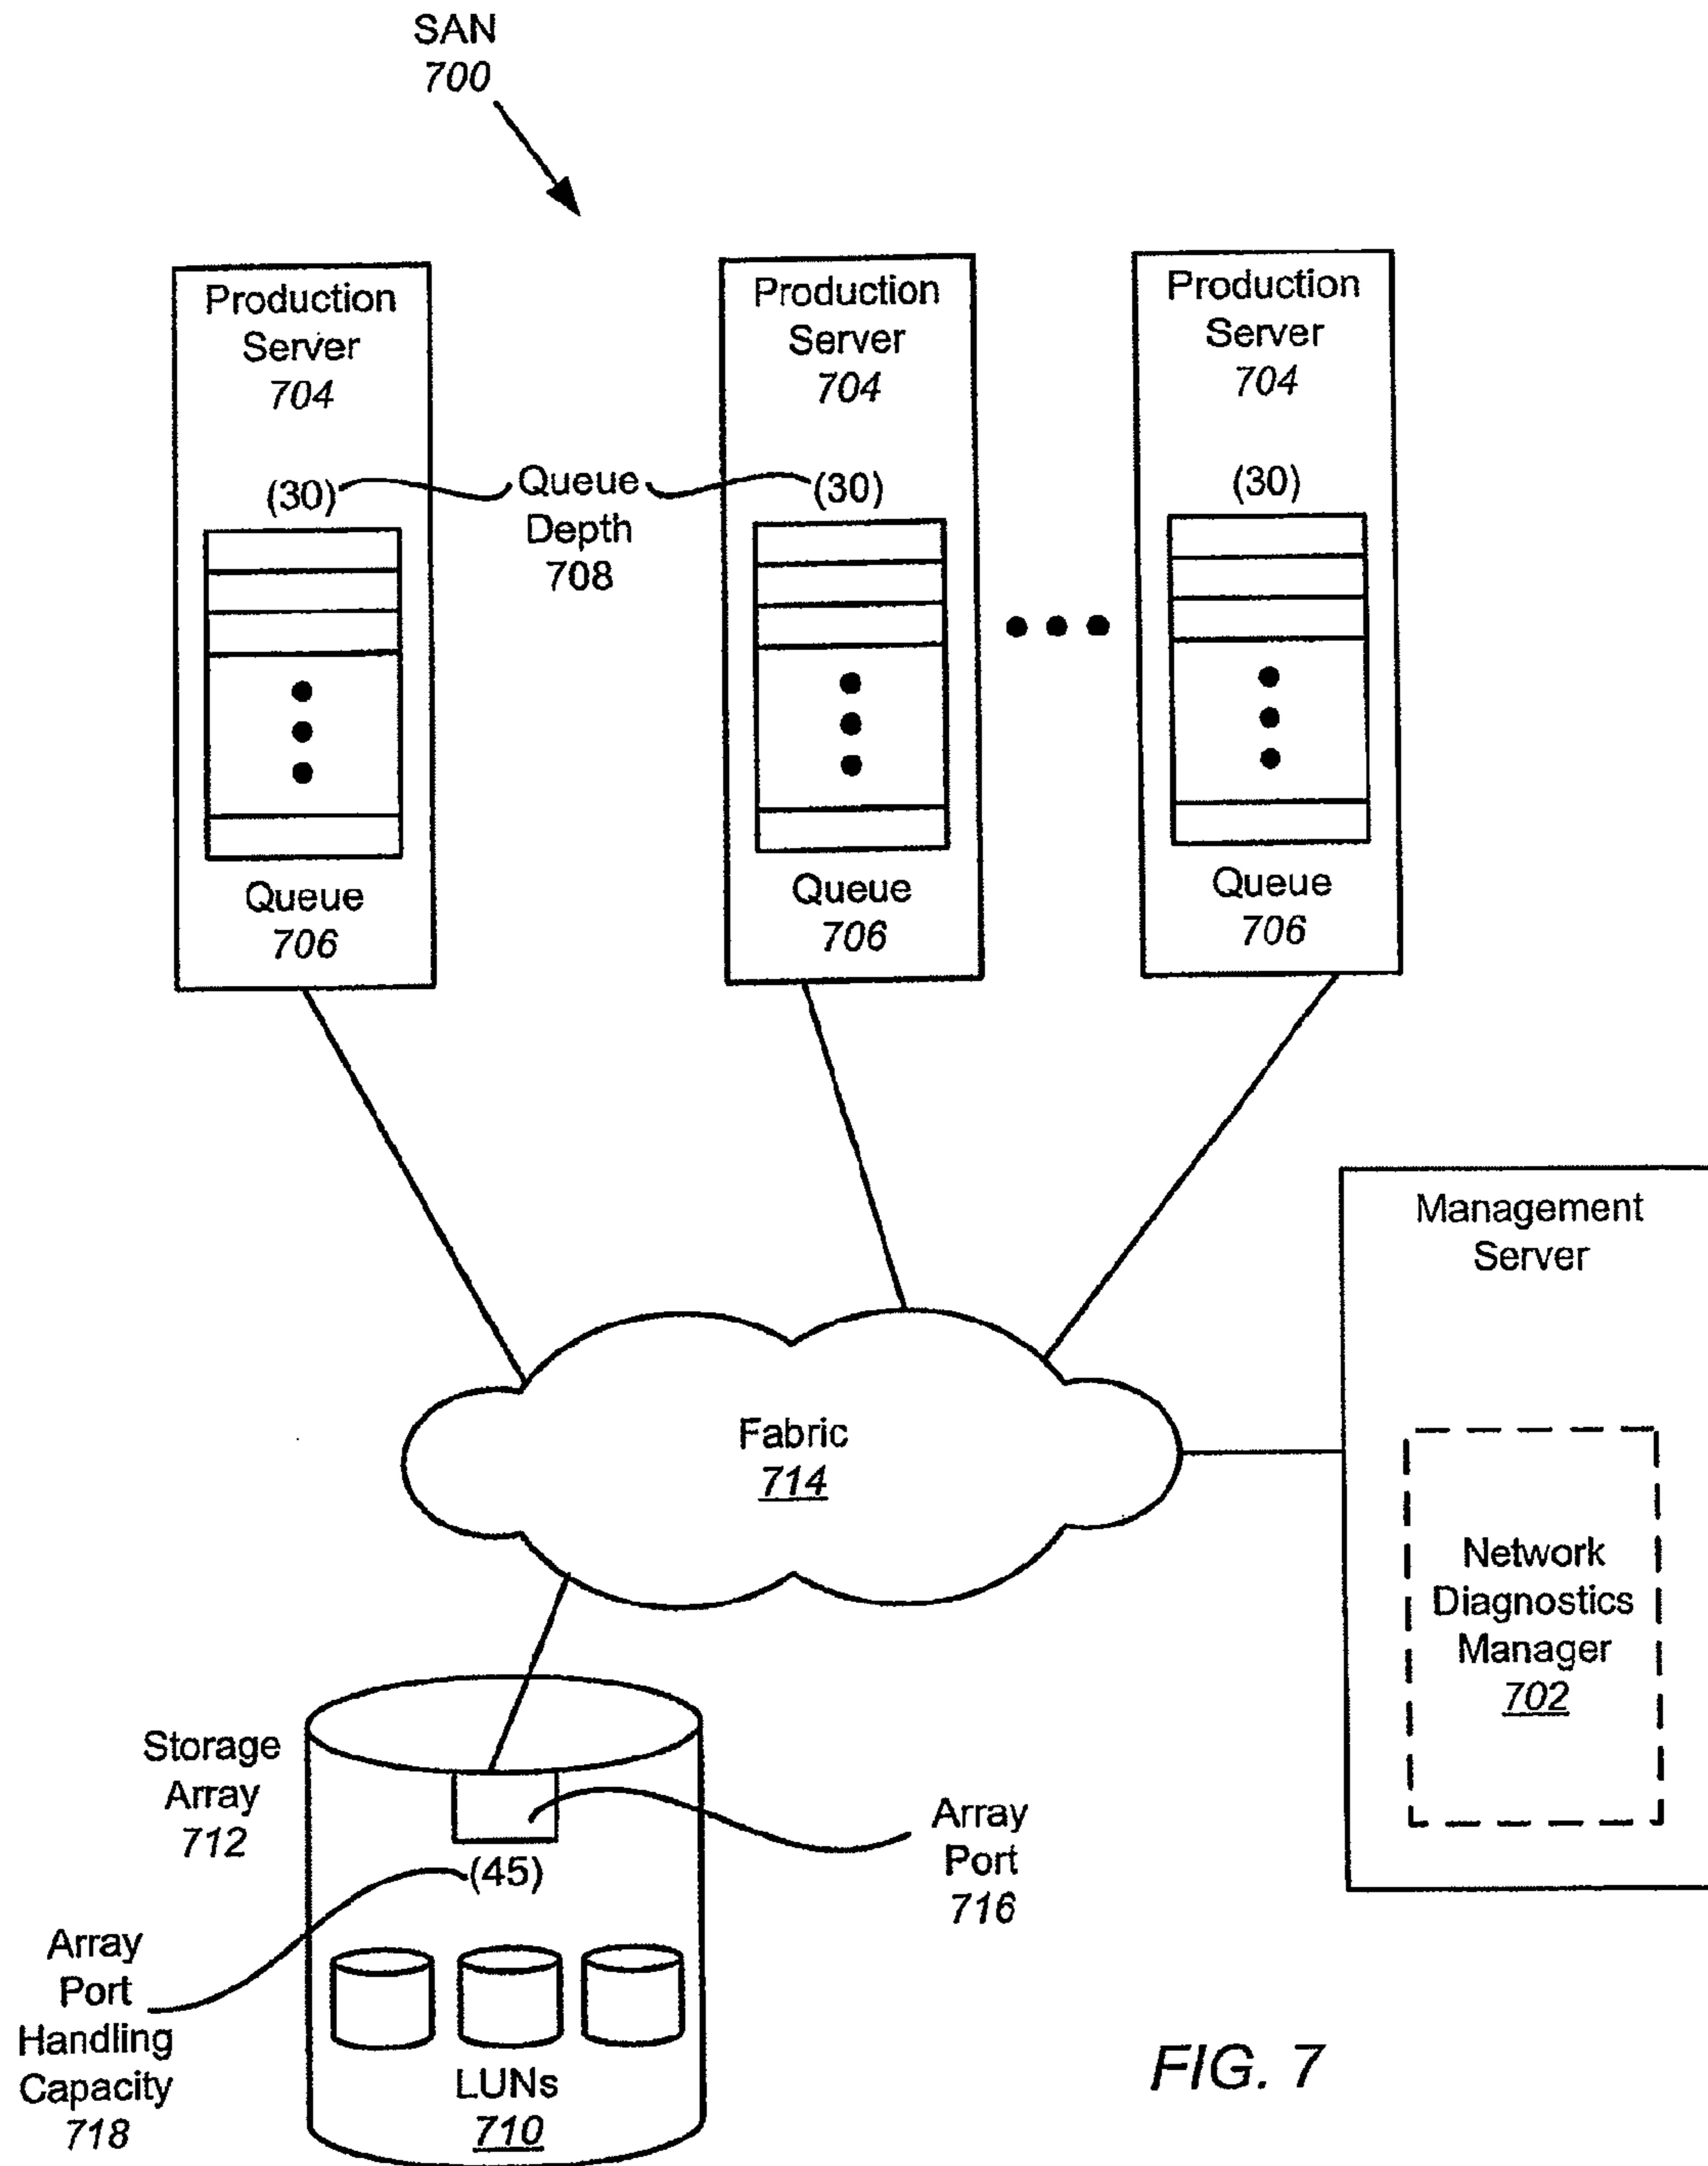 SAN
700
Production
Server
704
(30)
Queue
706
Queue
Depth
708
Production
Server
704
(30)
Queue
706
Production
Server
704
(30)
Queue
706
Management
Server
Network
Diagnostics
Manager
702
Fabric
714
Storage
Array
712
(45)
Array
Port
716
Array
Port
Handling
Capacity
718
LUNs
710
FIG. 7